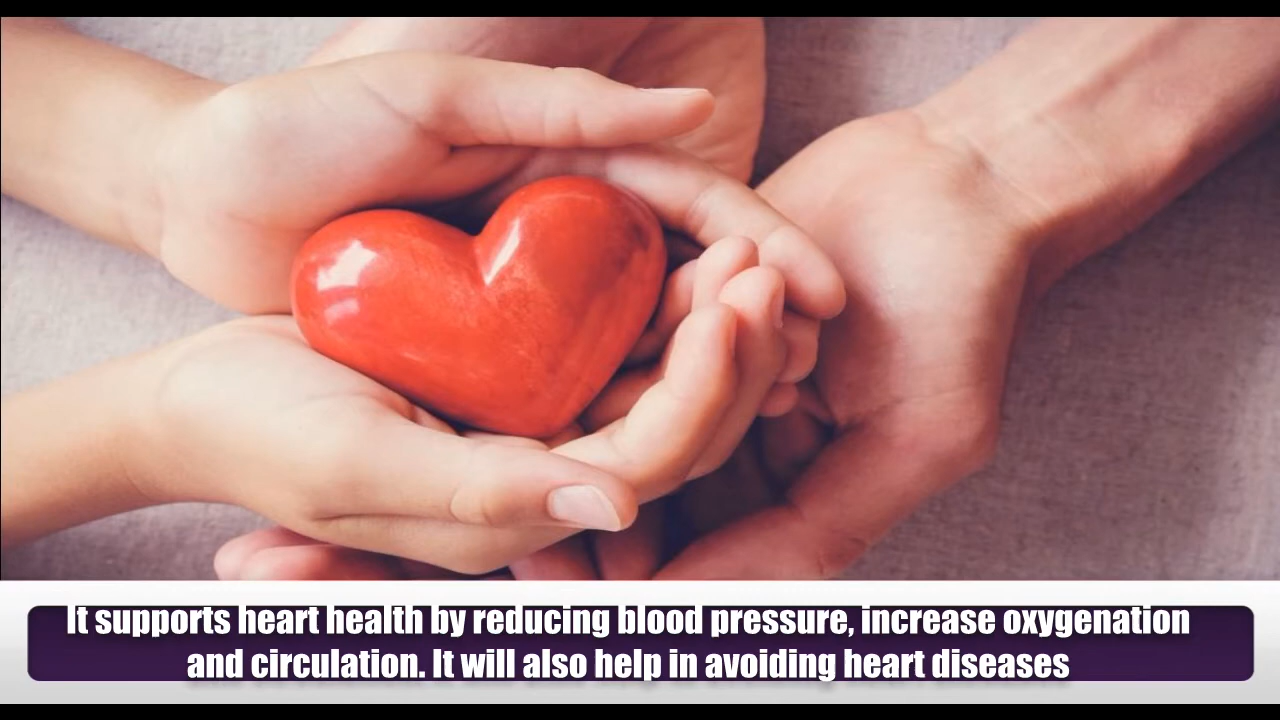 It supports heart health by reducing blood pressure, increase oxygenation
and circulation. It will also help in avoiding heart diseases